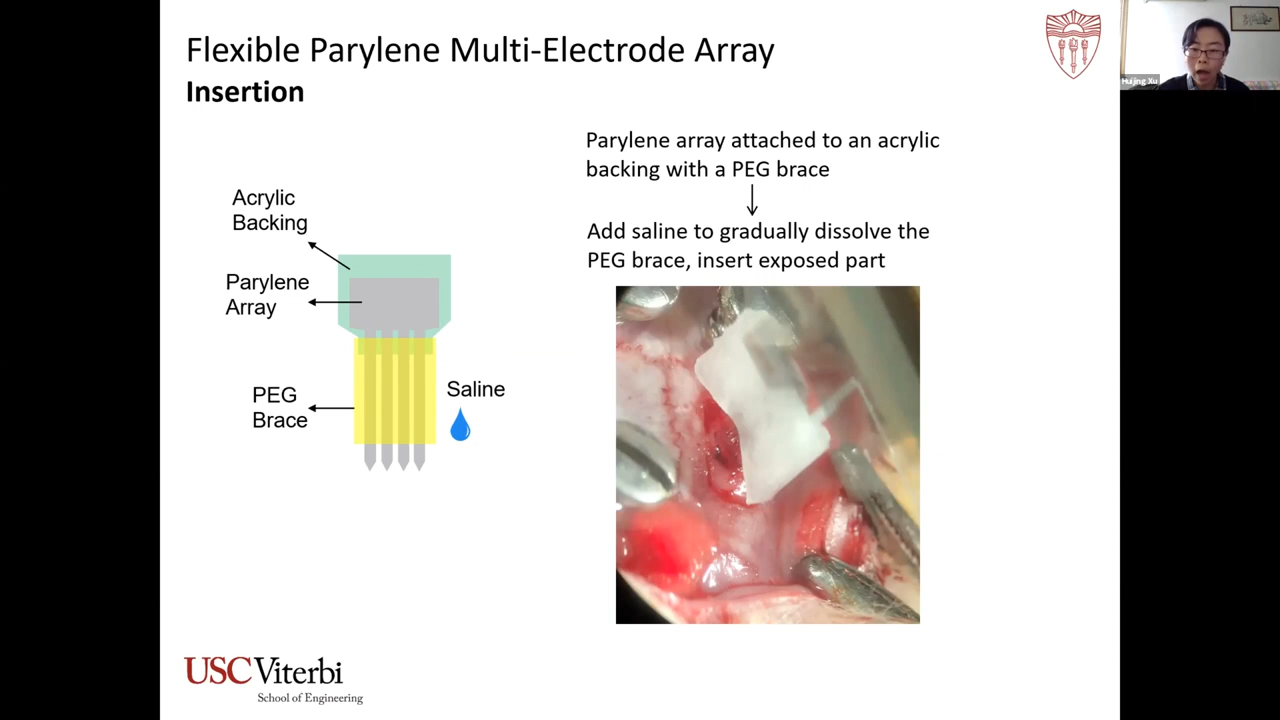 Flexible Parylene Multi-Electrode Array
Insertion
Huijing Xu
Parylene array attached to an acrylic
backing with a PEG brace
Add saline to gradually dissolve the
PEG brace, insert exposed part
Acrylic
Backing
Parylene
Array
PEG
Brace
Saline
USC Viterbi
School of Engineering